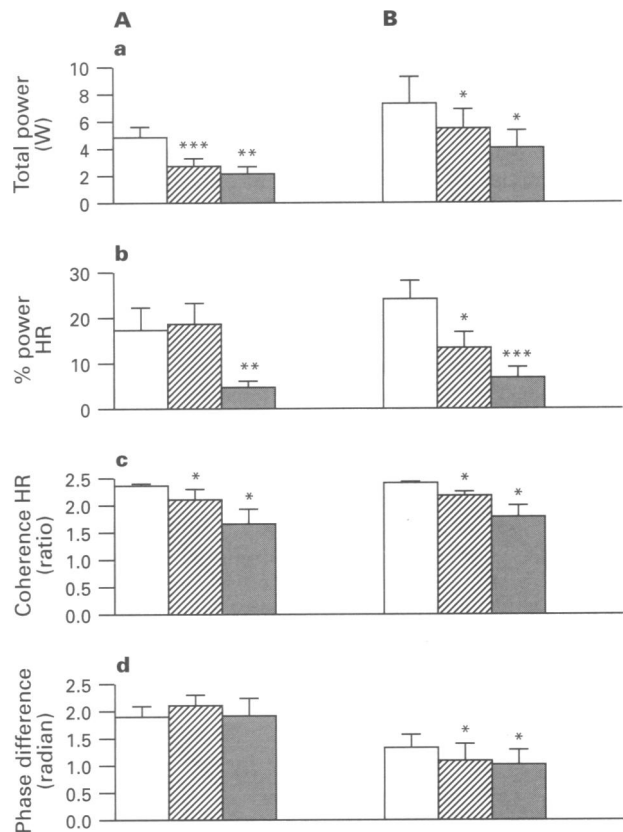 A B
a
Total power
(W)
10
8
6
4
2
0
*** ** * *
b
% power
HR
30
20
10
0
** * ***
c
Coherence HR
(ratio)
2.5
2.0
1.5
1.0
0.5
0.0
* * * *
d
Phase difference
(radian)
2.5
2.0
1.5
1.0
0.5
0.0
* *